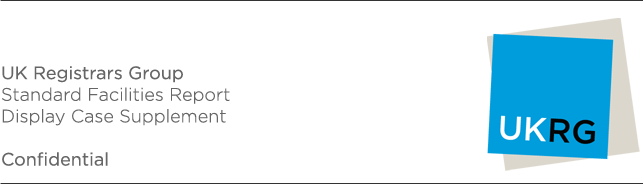 UK Registrars Group
Standard Facilities Report
Display Case Supplement
Confidential
UKRG